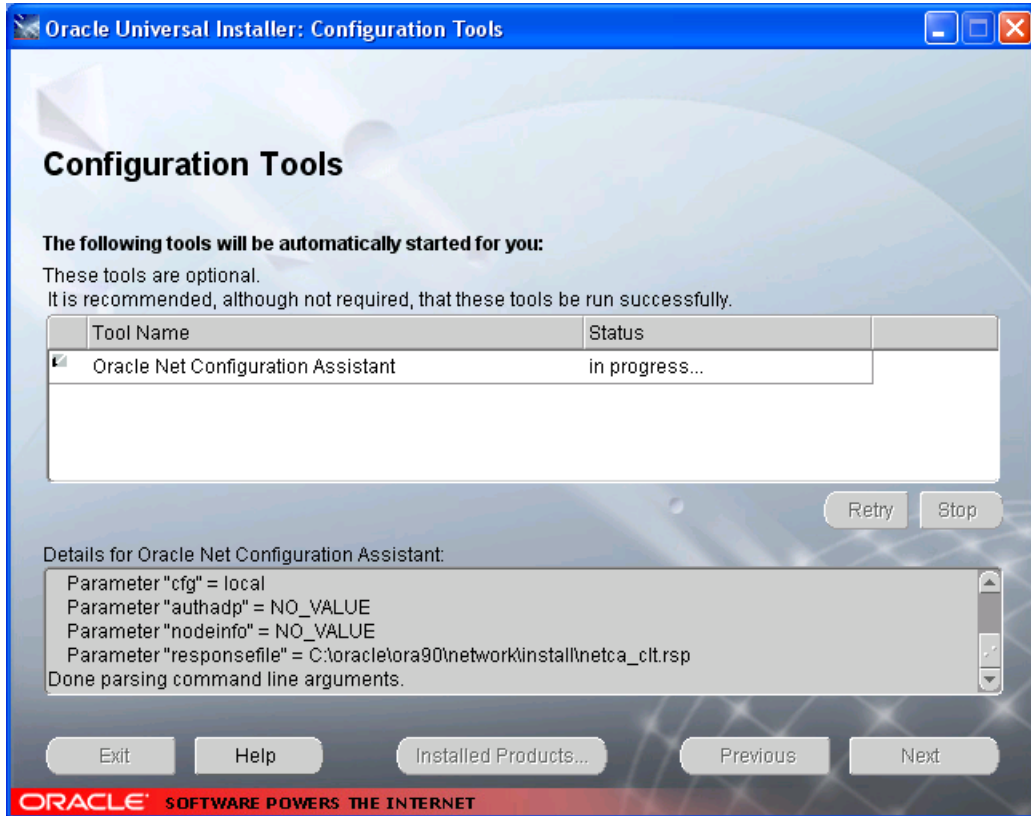 Oracle Universal Installer: Configuration Tools
Configuration Tools
The following tools will be automatically started for you:
These tools are optional.
It is recommended, although not required, that these tools be run successfully.
Tool Name Status
Oracle Net Configuration Assistant in progress...
Retry Stop
Details for Oracle Net Configuration Assistant:
Parameter "cfg" = local
Parameter "authadp" = NO_VALUE
Parameter "nodeinfo" = NO_VALUE
Parameter "responsefile" = C:\oracle\ora90\network\install\netca_clt.rsp
Done parsing command line arguments.
Exit Help Installed Products... Previous Next
ORACLE SOFTWARE POWERS THE INTERNET